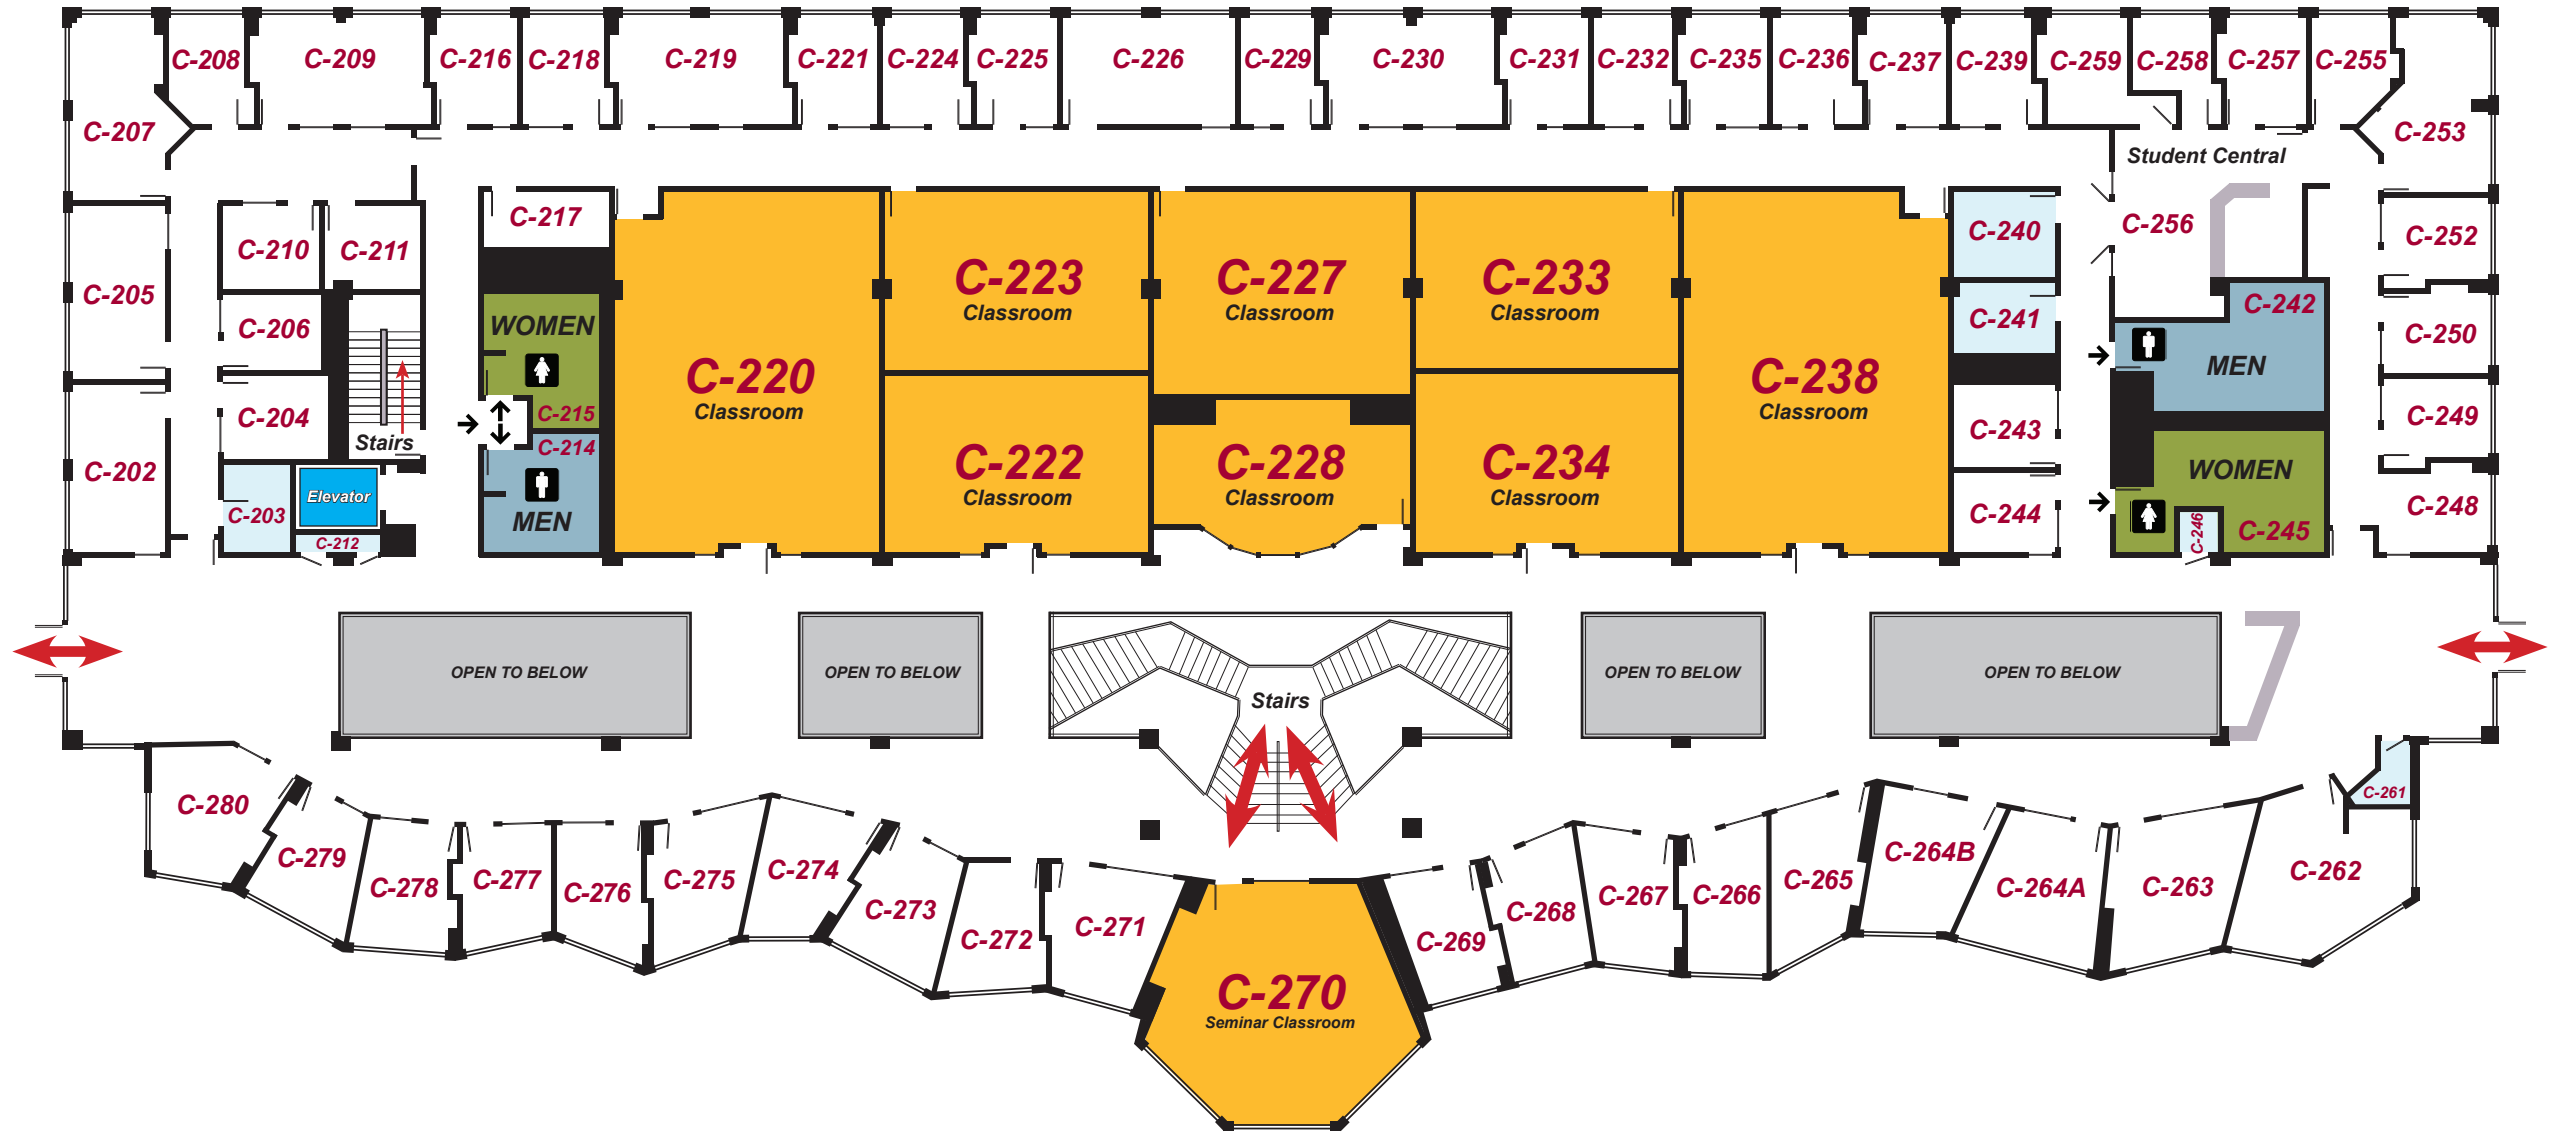 C-208
C-209
C-216
C-218
C-219
C-221
C-224
C-225
C-226
C-229
C-230
C-231
C-232
C-235
C-236
C-237
C-239
C-259
C-258
C-257
C-255
C-207
C-253
Student Central
C-217
C-256
C-240
C-252
C-210
C-211
C-223
Classroom
C-227
Classroom
C-233
Classroom
C-205
C-242
C-241
C-206
WOMEN
C-250
MEN
C-220
Classroom
C-238
Classroom
C-204
C-215
C-249
C-243
Stairs
C-214
C-222
Classroom
C-228
Classroom
C-234
Classroom
C-202
WOMEN
Elevator
C-203
MEN
C-244
C-248
C-246
C-245
C-212
OPEN TO BELOW
OPEN TO BELOW
Stairs
OPEN TO BELOW
OPEN TO BELOW
C-280
C-261
C-279
C-278
C-277
C-276
C-275
C-274
C-273
C-272
C-271
C-270
Seminar Classroom
C-269
C-268
C-267
C-266
C-265
C-264B
C-264A
C-263
C-262